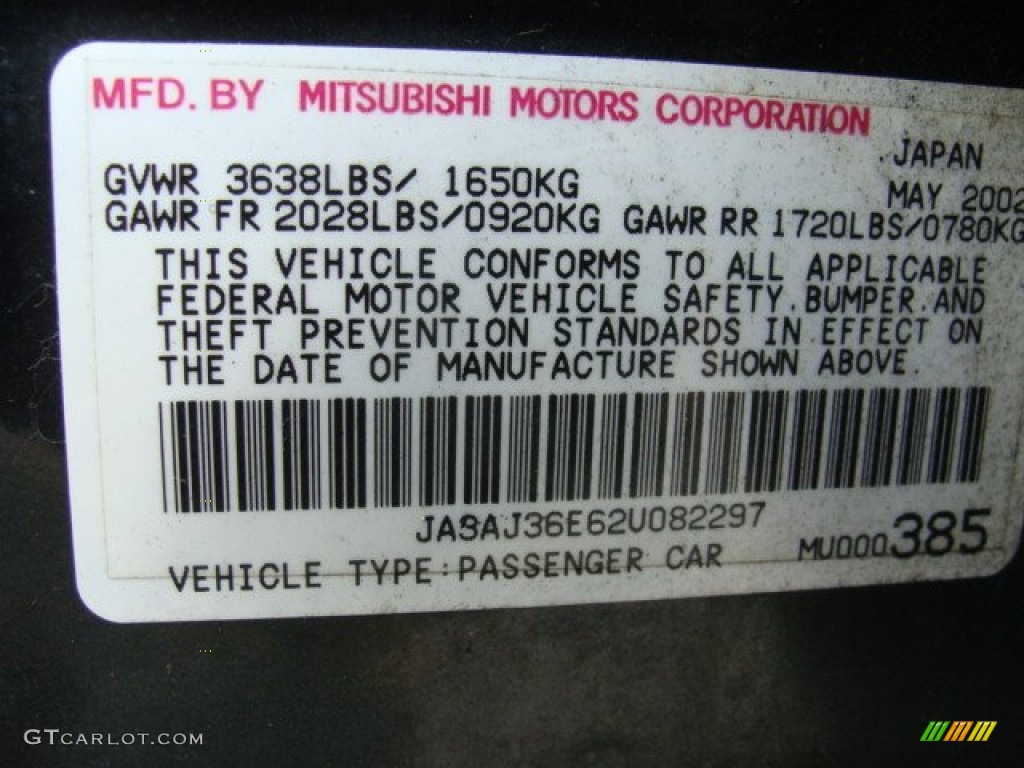 MFD. BY MITSUBISHI MOTORS CORPORATION
JAPAN
GVWR 3638LBS/ 1650KG MAY 2002
GAWR FR 2028LBS/0920KG GAWR RR 1720LBS/0780KG
THIS VEHICLE CONFORMS TO ALL APPLICABLE
FEDERAL MOTOR VEHICLE SAFETY, BUMPER, AND
THEFT PREVENTION STANDARDS IN EFFECT ON
THE DATE OF MANUFACTURE SHOWN ABOVE.
JA3AJ36E62U082297
VEHICLE TYPE:PASSENGER CAR MU000385
GTCARLOT.COM